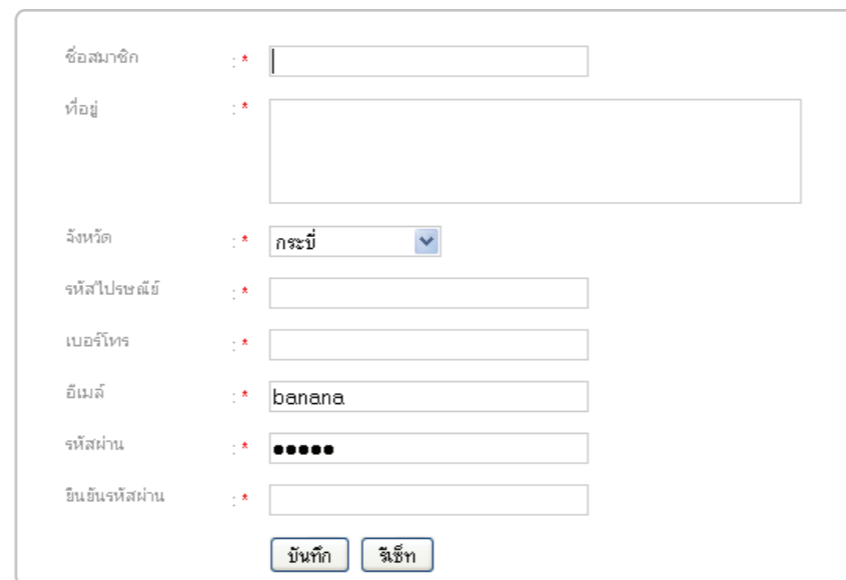 ชื่อสมาชิก : *
ที่อยู่ : *
จังหวัด : * กระบี่
รหัสไปรษณีย์ : *
เบอร์โทร : *
อีเมล์ : * banana
รหัสผ่าน : * ●●●●●
ยืนยันรหัสผ่าน : *
บันทึก รีเซ็ท